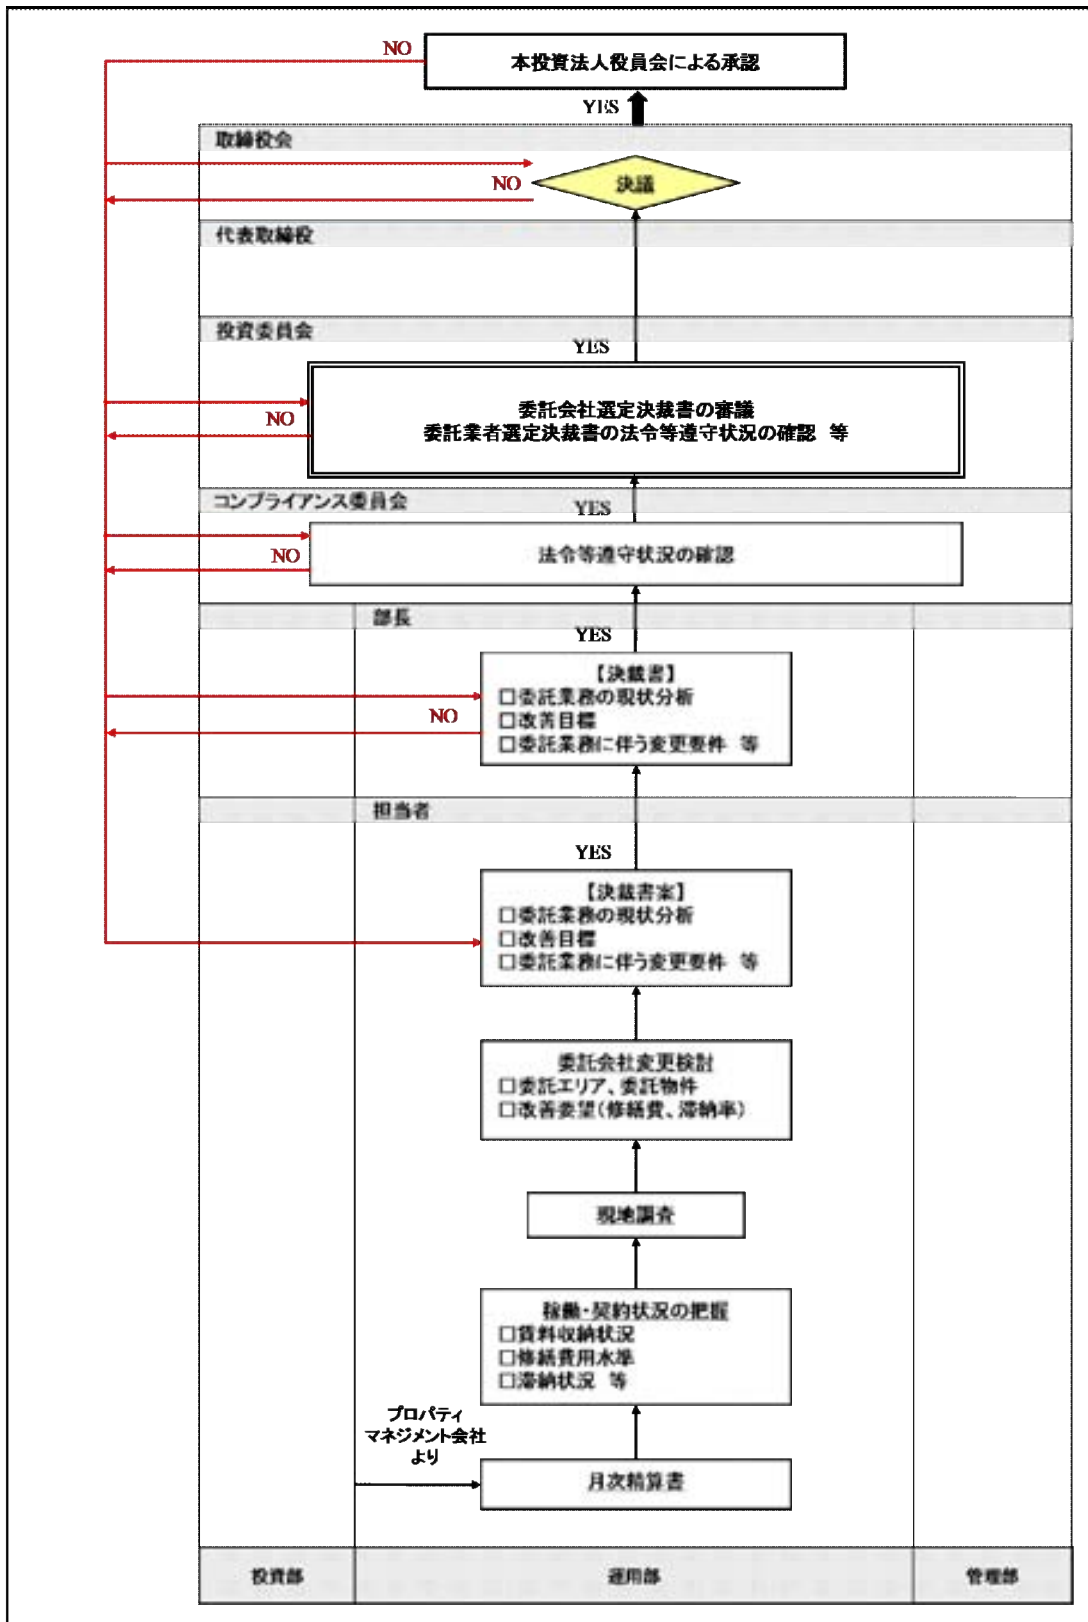 NO
本投資法人役員会による承認
YES
取締役会
NO
決議
代表取締役
投資委員会
YES
委託会社選定決裁書の審議
NO
委託業者選定決裁書の法令等遵守状況の確認 等
コンプライアンス委員会
YES
NO
法令等遵守状況の確認
部長
YES
【決裁書】
□委託業務の現状分析
NO
□改善目標
□委託業務に伴う変更要件 等
担当者
YES
【決裁書案】
□委託業務の現状分析
□改善目標
□委託業務に伴う変更要件 等
委託会社変更検討
□委託エリア、委託物件
□改善要望(修繕費、滞納率)
現地調査
稼働・契約状況の把握
□賃料収納状況
□修繕費用水準
□滞納状況 等
プロパティ
マネジメント会社
より
月次精算書
投資部
運用部
管理部